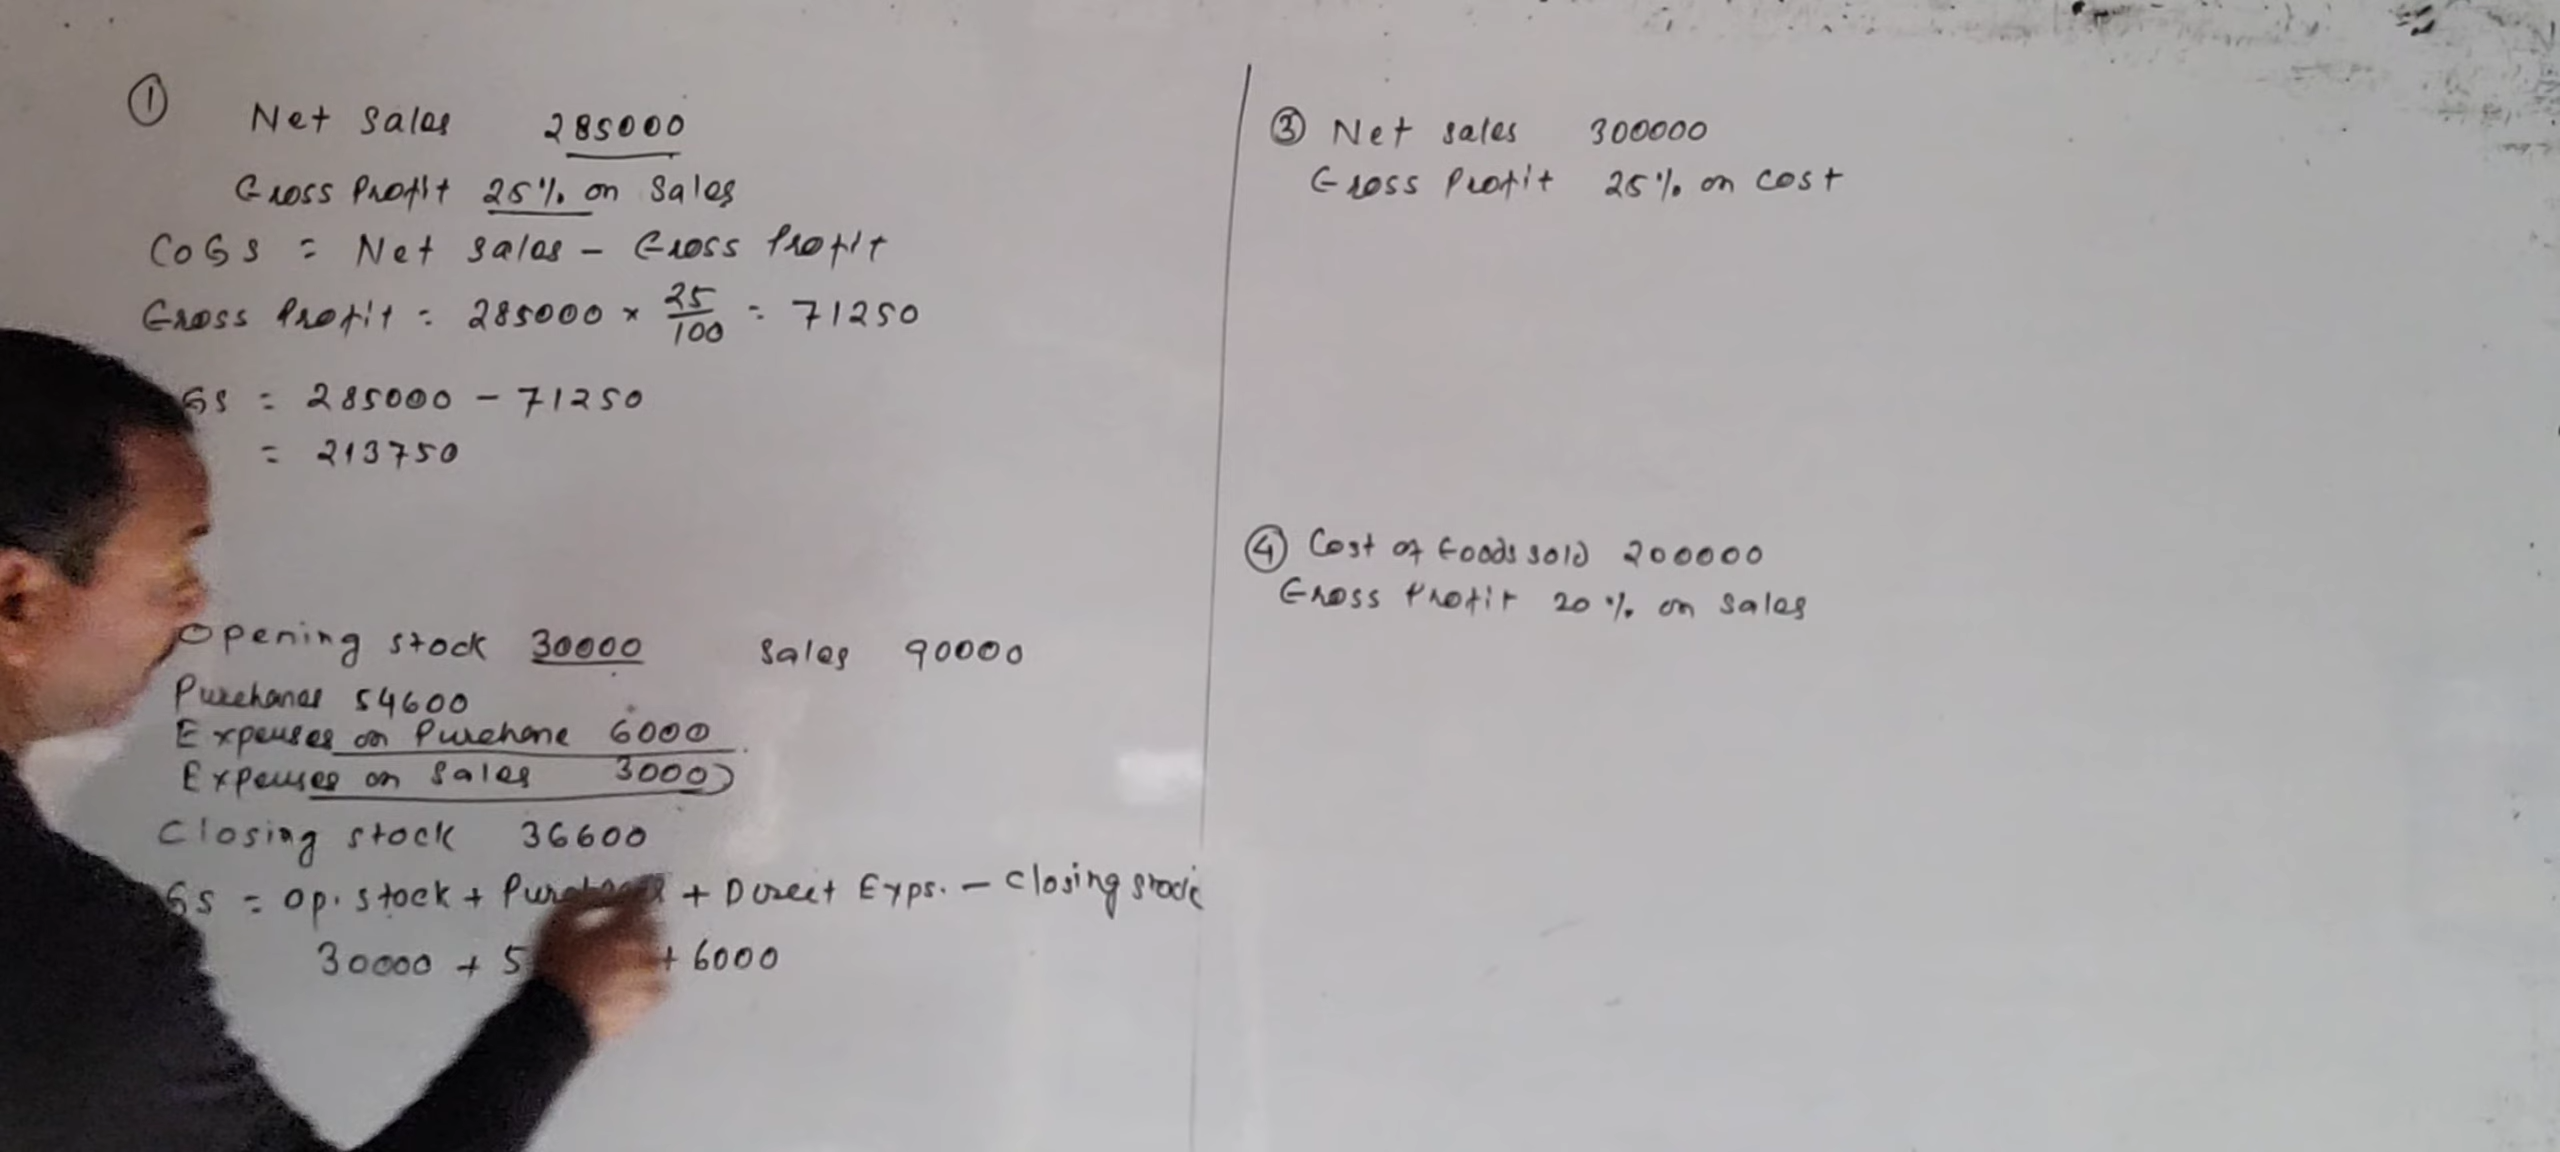 ①
Net sales 285000
Gross Profit 25% on sales
COGS = Net sales - Gross Profit
Gross Profit = 285000 × 25/100 = 71250
GS = 285000 - 71250
= 213750
Opening stock 30000 sales 90000
Purchases 54600
Expenses on Purchase 6000
Expenses on sales 3000
Closing stock 36600
GS = Op. stock + + Direct Exps. - Closing stock
30000 + 5 + 6000
③ Net sales 300000
Gross Profit 25% on cost
④ Cost of Goods sold 200000
Gross Profit 20% on sales